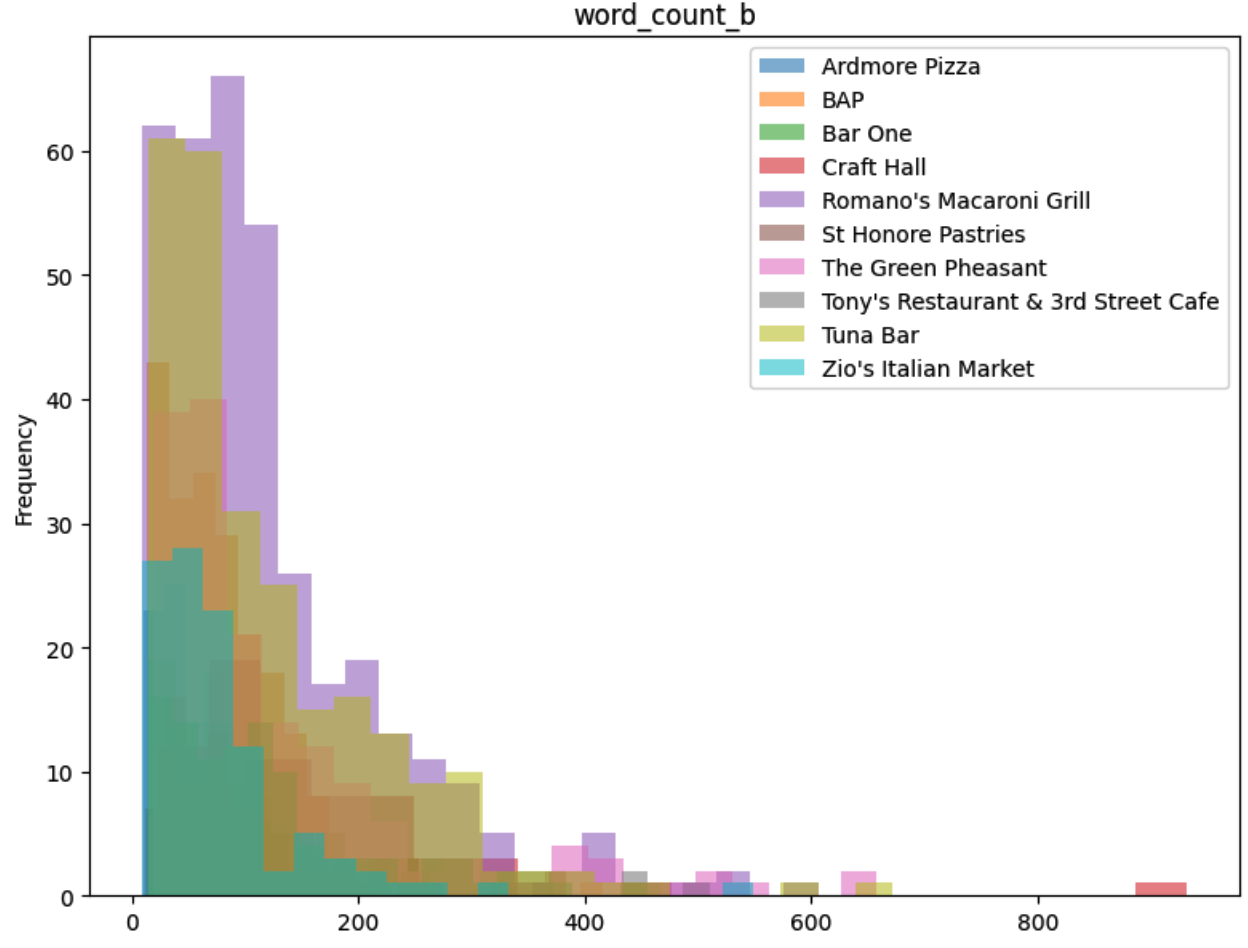 word_count_b
Ardmore Pizza
BAP
Bar One
Craft Hall
Romano's Macaroni Grill
St Honore Pastries
The Green Pheasant
Tony's Restaurant & 3rd Street Cafe
Tuna Bar
Zio's Italian Market
Frequency
60
50
40
30
20
10
0
0 200 400 600 800